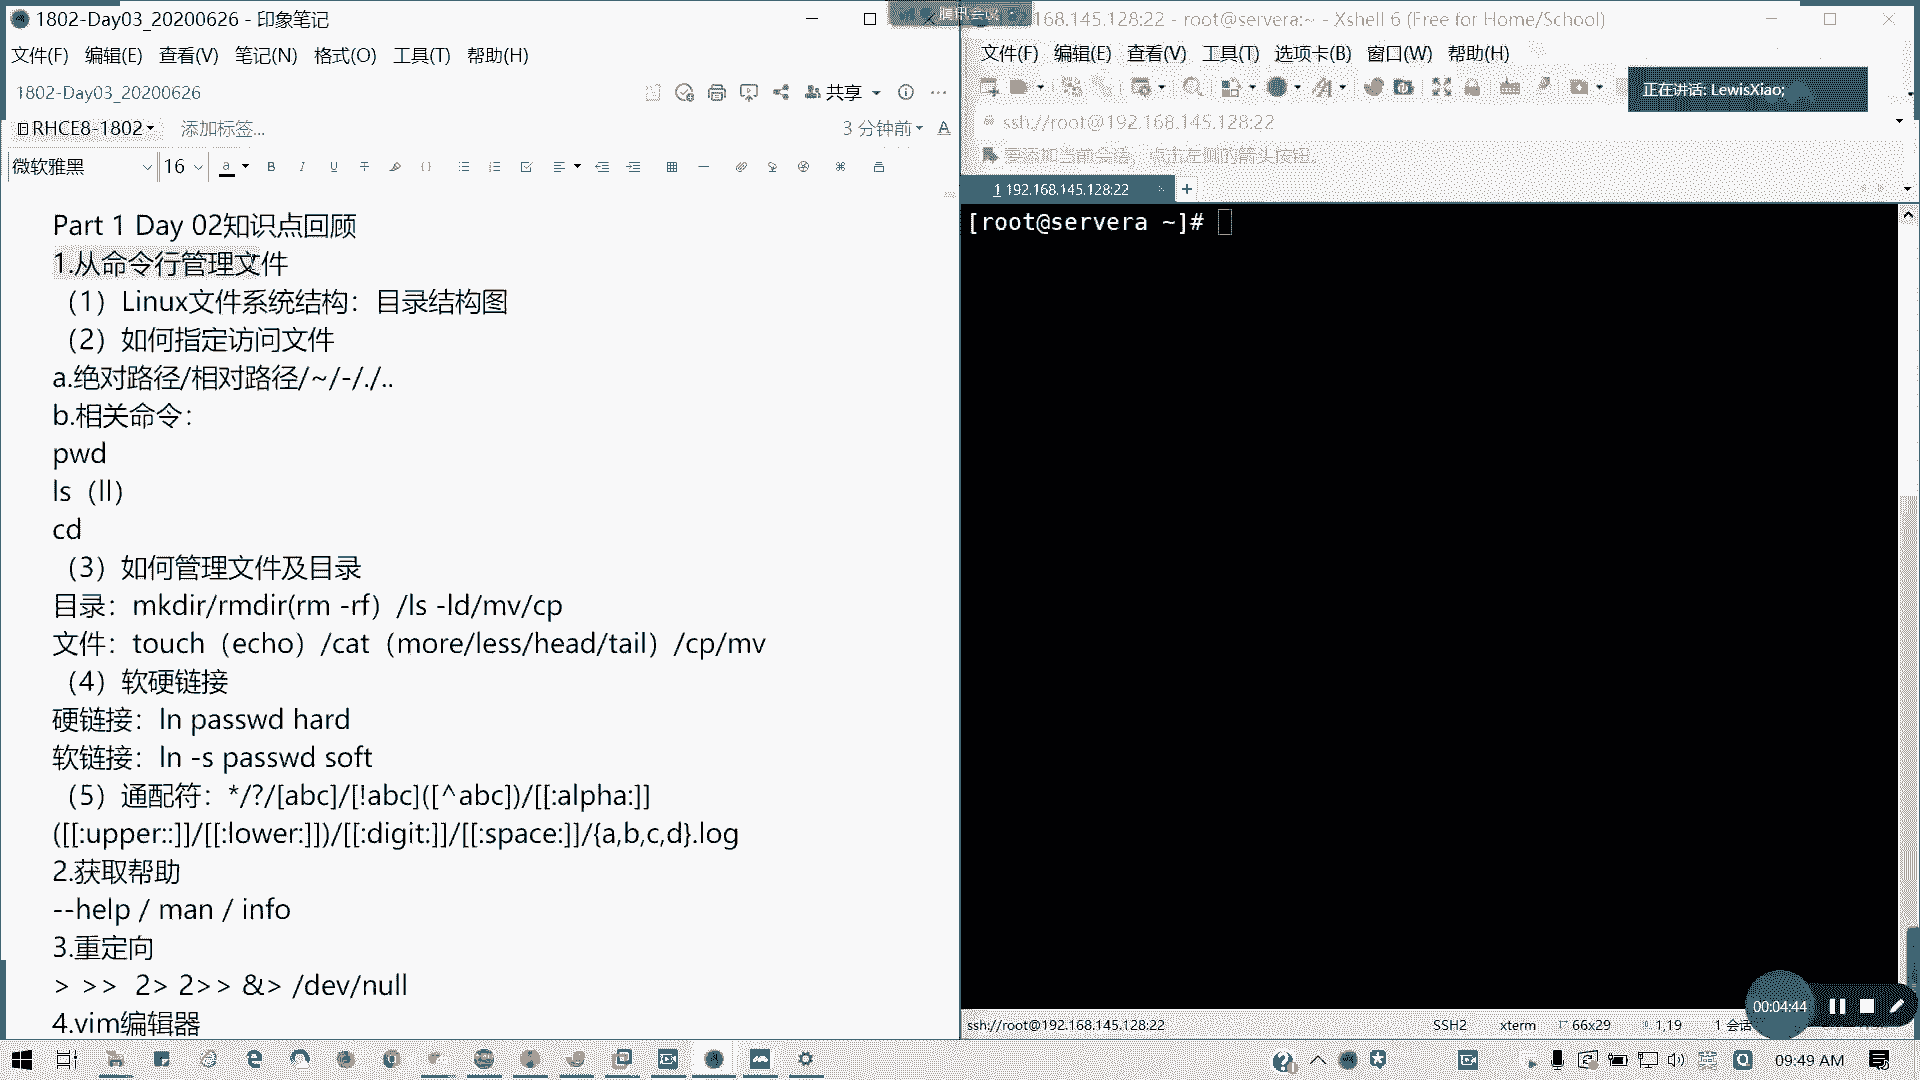 1802-Day03_20200626 - 印象笔记
文件(F) 编辑(E) 查看(V) 笔记(N) 格式(O) 工具(T) 帮助(H)
1802-Day03_20200626
共享
RHCE8-1802
添加标签...
3 分钟前
微软雅黑
16
Part 1 Day 02知识点回顾
1.从命令行管理文件
（1）Linux文件系统结构：目录结构图
（2）如何指定访问文件
a.绝对路径/相对路径/~/-/./..
b.相关命令：
pwd
ls（ll）
cd
（3）如何管理文件及目录
目录：mkdir/rmdir(rm -rf）/ls -ld/mv/cp
文件：touch（echo）/cat（more/less/head/tail）/cp/mv
（4）软硬链接
硬链接：ln passwd hard
软链接：ln -s passwd soft
（5）通配符：*/?/[abc]/[!abc]([^abc])/[[:alpha:]]
([[:upper::]]/[[:lower:]])/[[:digit:]]/[[:space:]]/{a,b,c,d}.log
2.获取帮助
--help / man / info
3.重定向
> >> 2> 2>> &> /dev/null
4.vim编辑器
腾讯会议
168.145.128:22 - root@servera:~ - Xshell 6 (Free for Home/School)
文件(F) 编辑(E) 查看(V) 工具(T) 选项卡(B) 窗口(W) 帮助(H)
正在讲话: LewisXiao;
ssh://root@192.168.145.128:22
要添加当前会话，点击左侧的箭头按钮。
1 192.168.145.128:22
[root@servera ~]#
00:04:44
ssh://root@192.168.145.128:22
SSH2
xterm
66x29
1,19
1 会话
09:49 AM